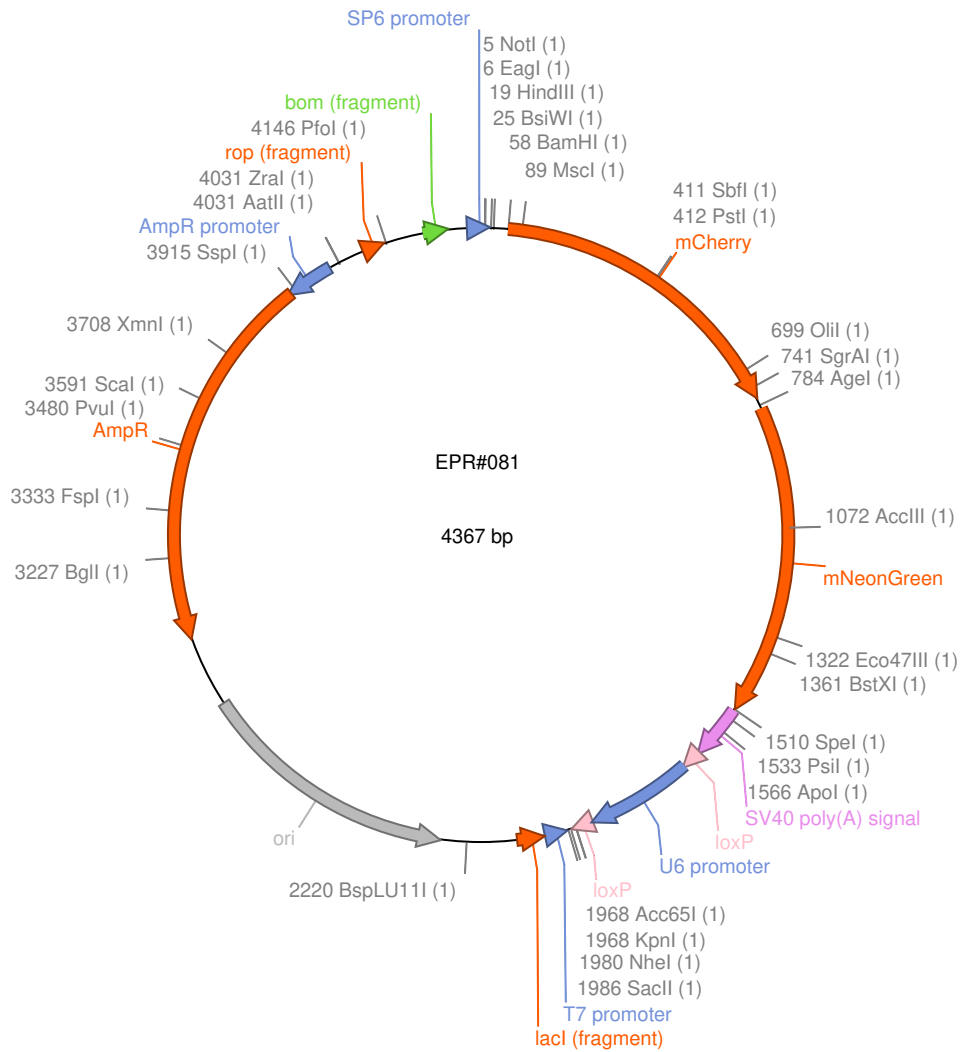 SP6 promoter
5 NotI (1)
6 EagI (1)
19 HindIII (1)
25 BsiWI (1)
58 BamHI (1)
89 MscI (1)
bom (fragment)
4146 PfoI (1)
rop (fragment)
4031 ZraI (1)
4031 AatII (1)
AmpR promoter
3915 SspI (1)
411 SbfI (1)
412 PstI (1)
mCherry
3708 XmnI (1)
699 OliI (1)
741 SgrAI (1)
784 AgeI (1)
3591 ScaI (1)
3480 PvuI (1)
AmpR
EPR#081
3333 FspI (1)
1072 AccIII (1)
4367 bp
3227 BglI (1)
mNeonGreen
1322 Eco47III (1)
1361 BstXI (1)
1510 SpeI (1)
1533 PsiI (1)
1566 ApoI (1)
SV40 poly(A) signal
ori
loxP
U6 promoter
2220 BspLU11I (1)
loxP
1968 Acc65I (1)
1968 KpnI (1)
1980 NheI (1)
1986 SacII (1)
T7 promoter
lacI (fragment)